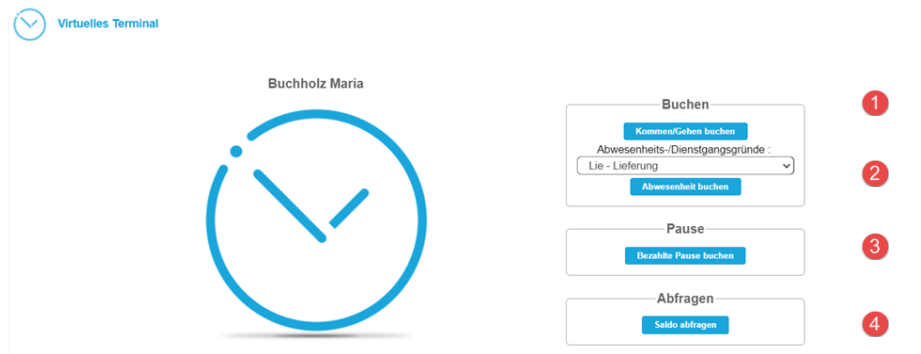 Virtuelles Terminal
Buchholz Maria
Buchen
1
Kommen/Gehen buchen
Abwesenheits-/Dienstgangsgründe :
Lie - Lieferung
2
Abwesenheit buchen
Pause
3
Bezahlte Pause buchen
Abfragen
Saldo abfragen
4